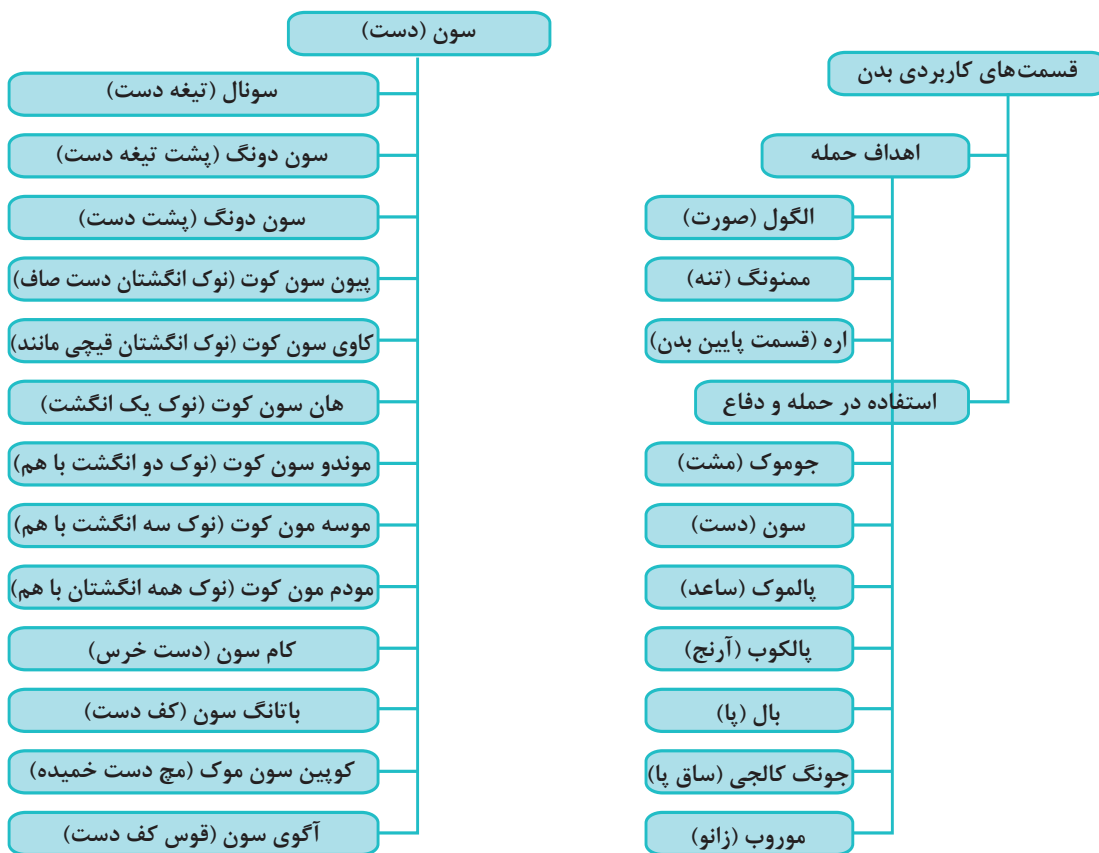 قسمت‌های کاربردی بدن
اهداف حمله
الگول (صورت)
ممنونگ (تنه)
اره (قسمت پایین بدن)
استفاده در حمله و دفاع
جوموک (مشت)
سون (دست)
پالموک (ساعد)
پالکوب (آرنج)
بال (پا)
جونگ کالجی (ساق پا)
موروب (زانو)
سون (دست)
سونال (تیغه دست)
سون دونگ (پشت تیغه دست)
سون دونگ (پشت دست)
پیون سون کوت (نوک انگشتان دست صاف)
کاوی سون کوت (نوک انگشتان قیچی مانند)
هان سون کوت (نوک یک انگشت)
موندو سون کوت (نوک دو انگشت با هم)
موسه مون کوت (نوک سه انگشت با هم)
مودم مون کوت (نوک همه انگشتان با هم)
کام سون (دست خرس)
باتانگ سون (کف دست)
کوپین سون موک (مچ دست خمیده)
آگوی سون (قوس کف دست)